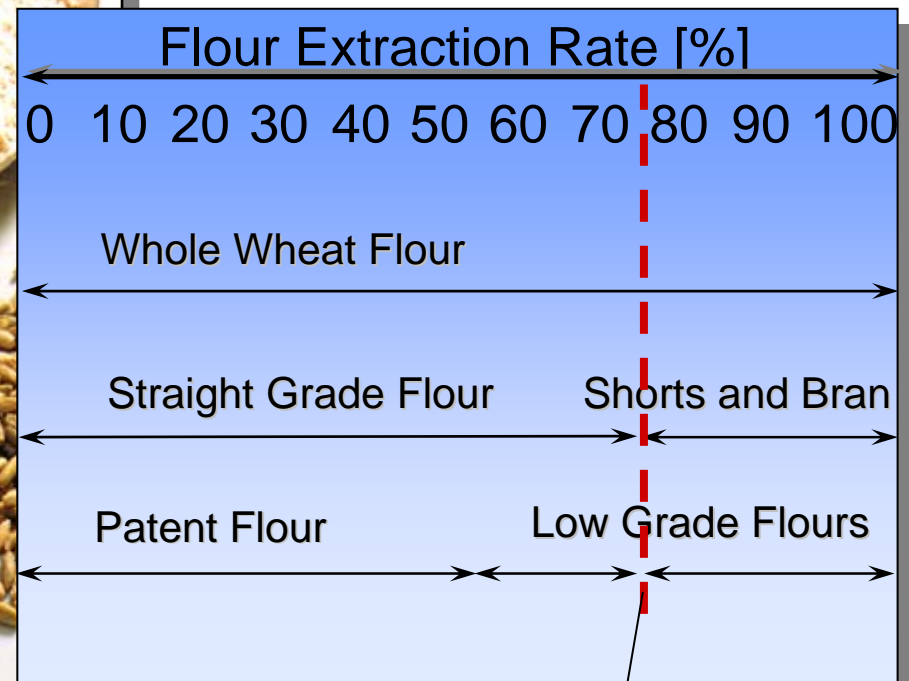 Flour Extraction Rate [%]
0 10 20 30 40 50 60 70 80 90 100
Whole Wheat Flour
Straight Grade Flour Shorts and Bran
Patent Flour Low Grade Flours